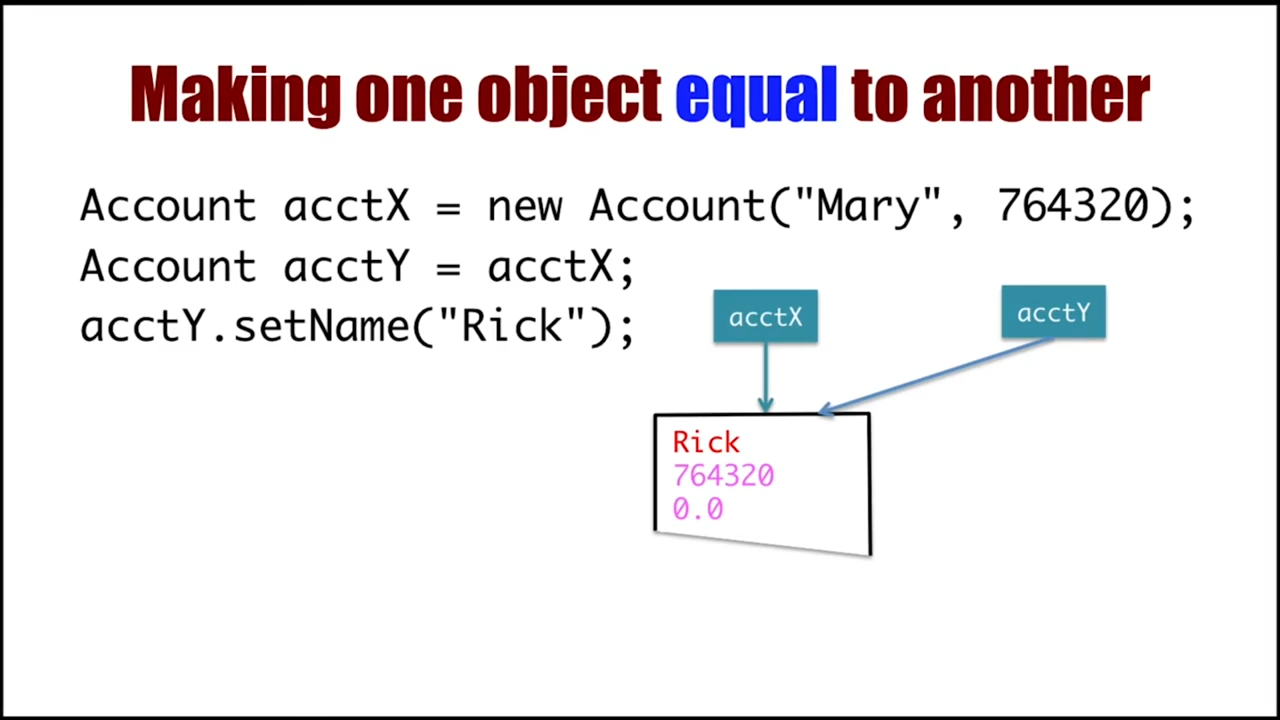 Making one object equal to another
Account acctX = new Account("Mary", 764320);
Account acctY = acctX;
acctY.setName("Rick");
acctX
acctY
Rick
764320
0.0